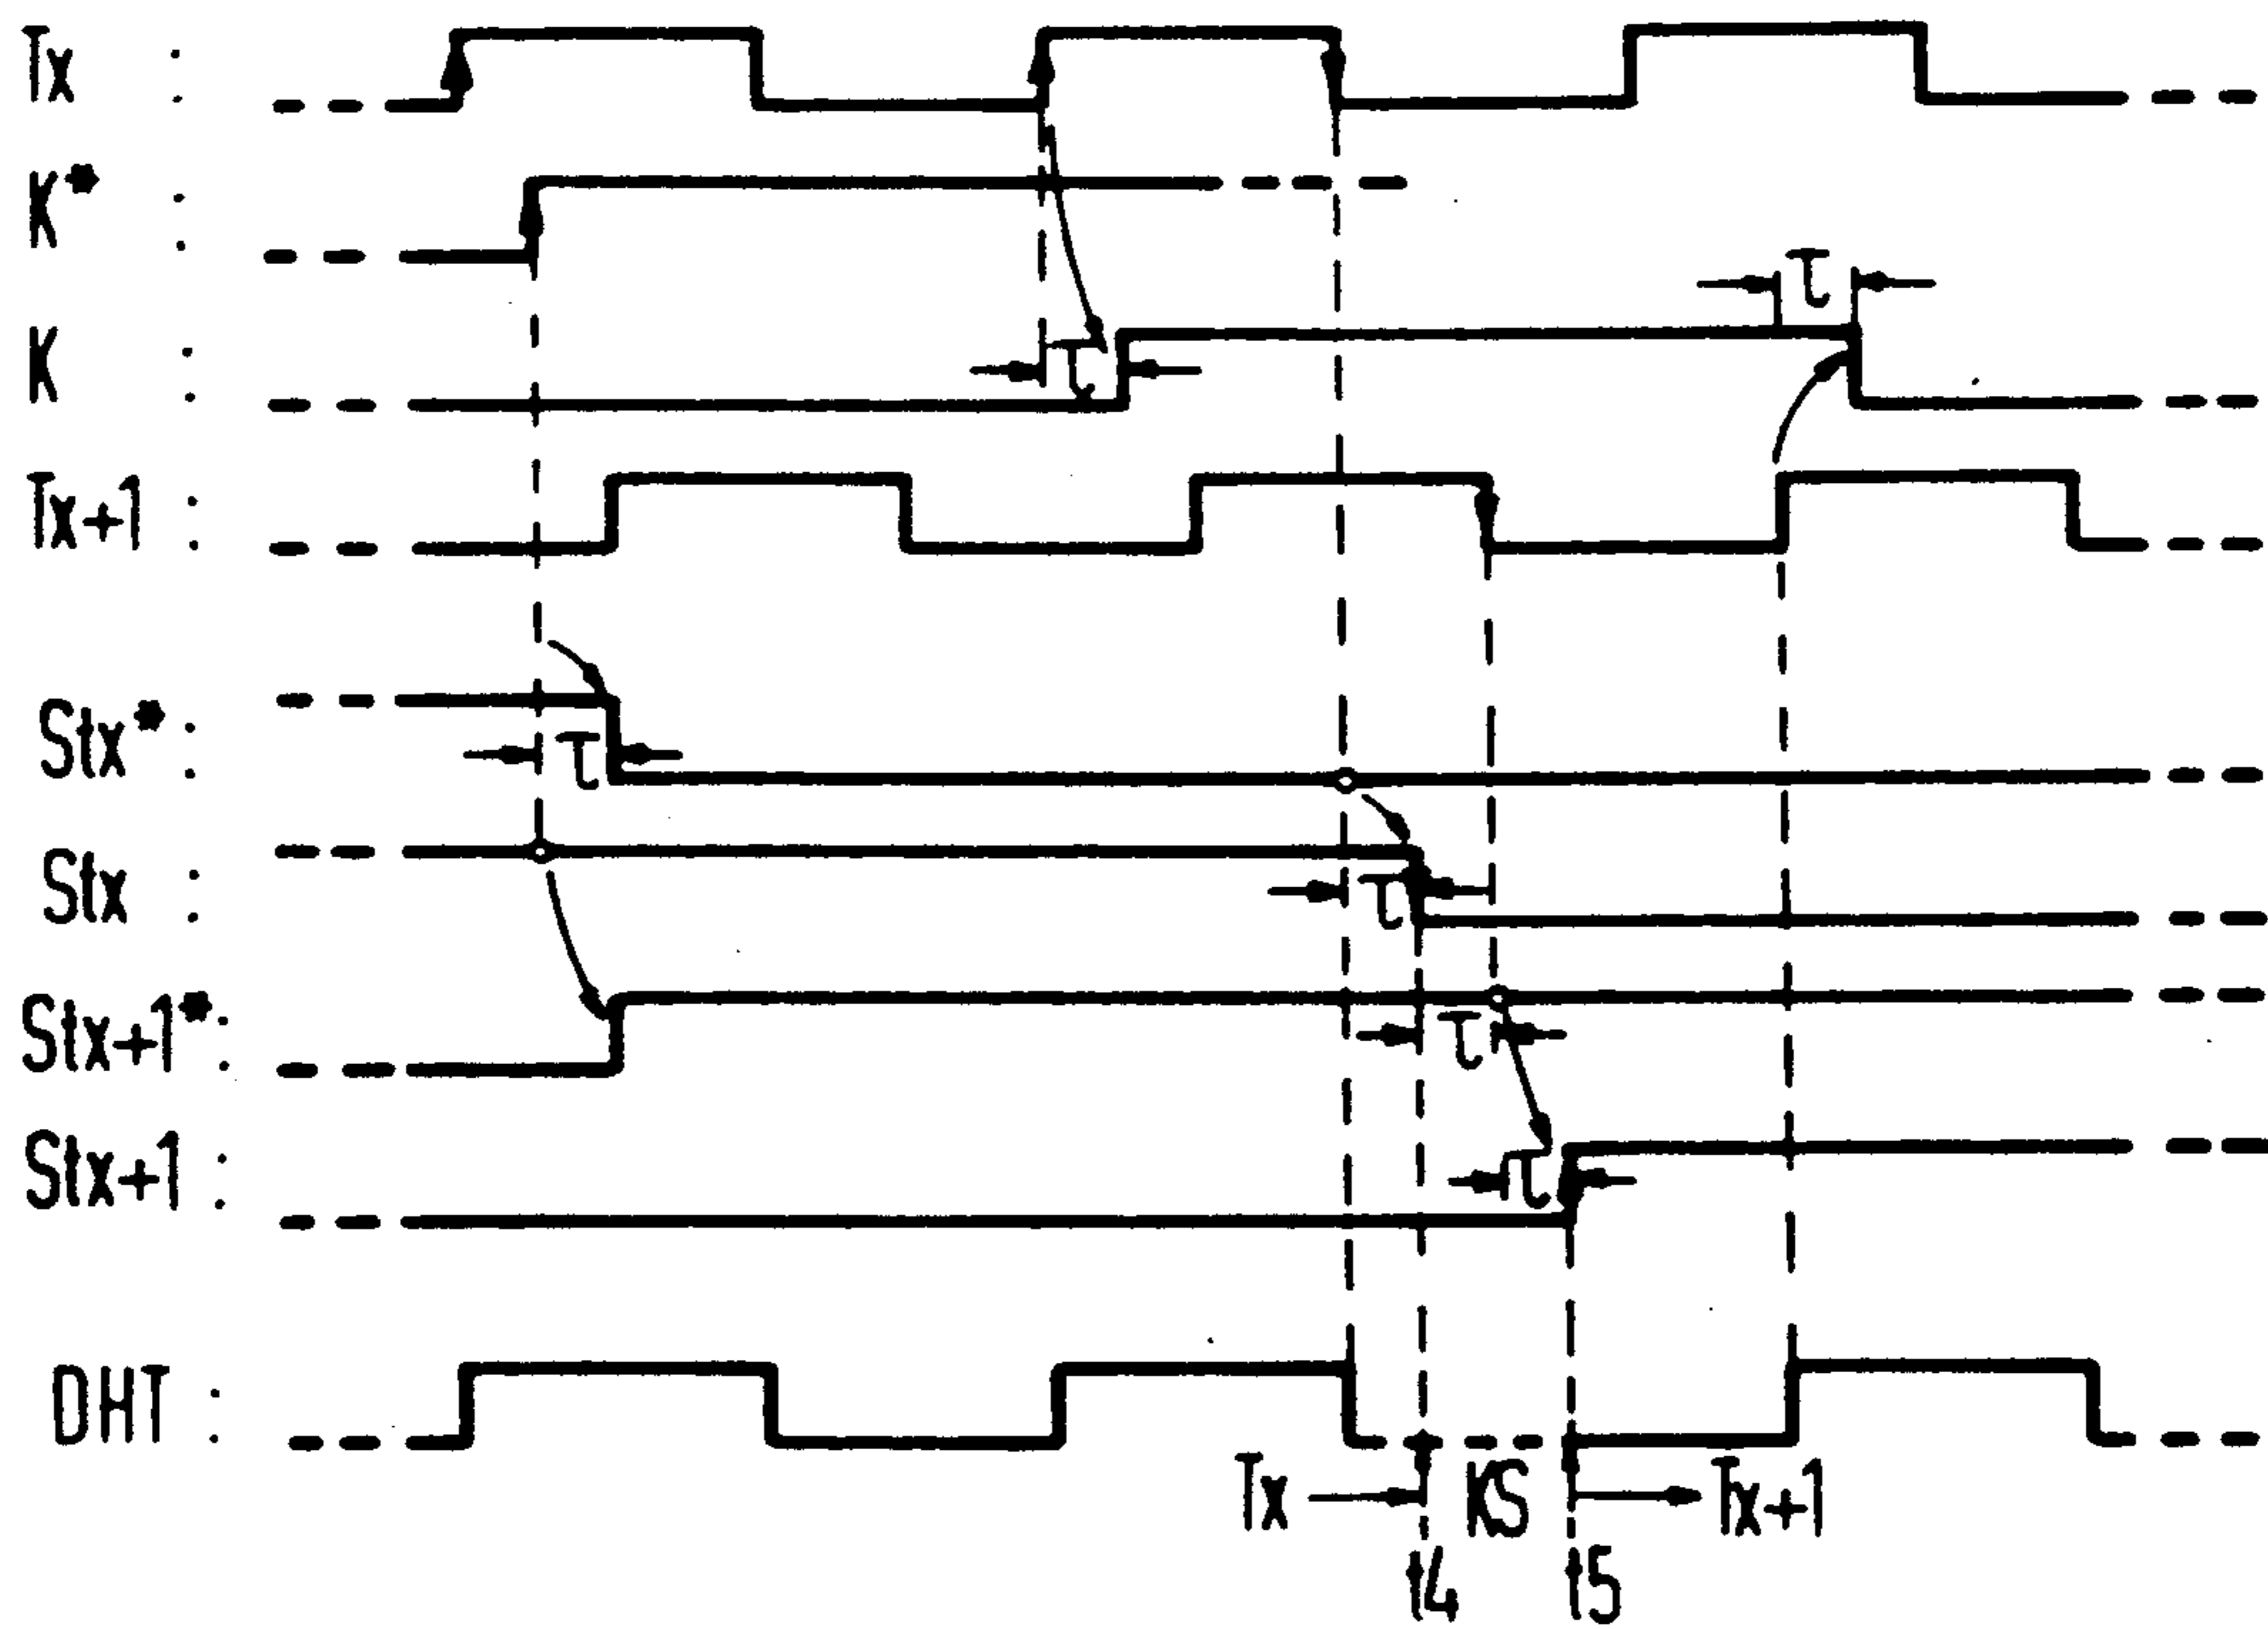 Tx :
K* :
τ
K :
τ
Tx+1 :
Stx* :
τ
Stx :
τ
Stx+1* :
τ
Stx+1 :
τ
DHT :
Tx KS Tx+1
t4 t5